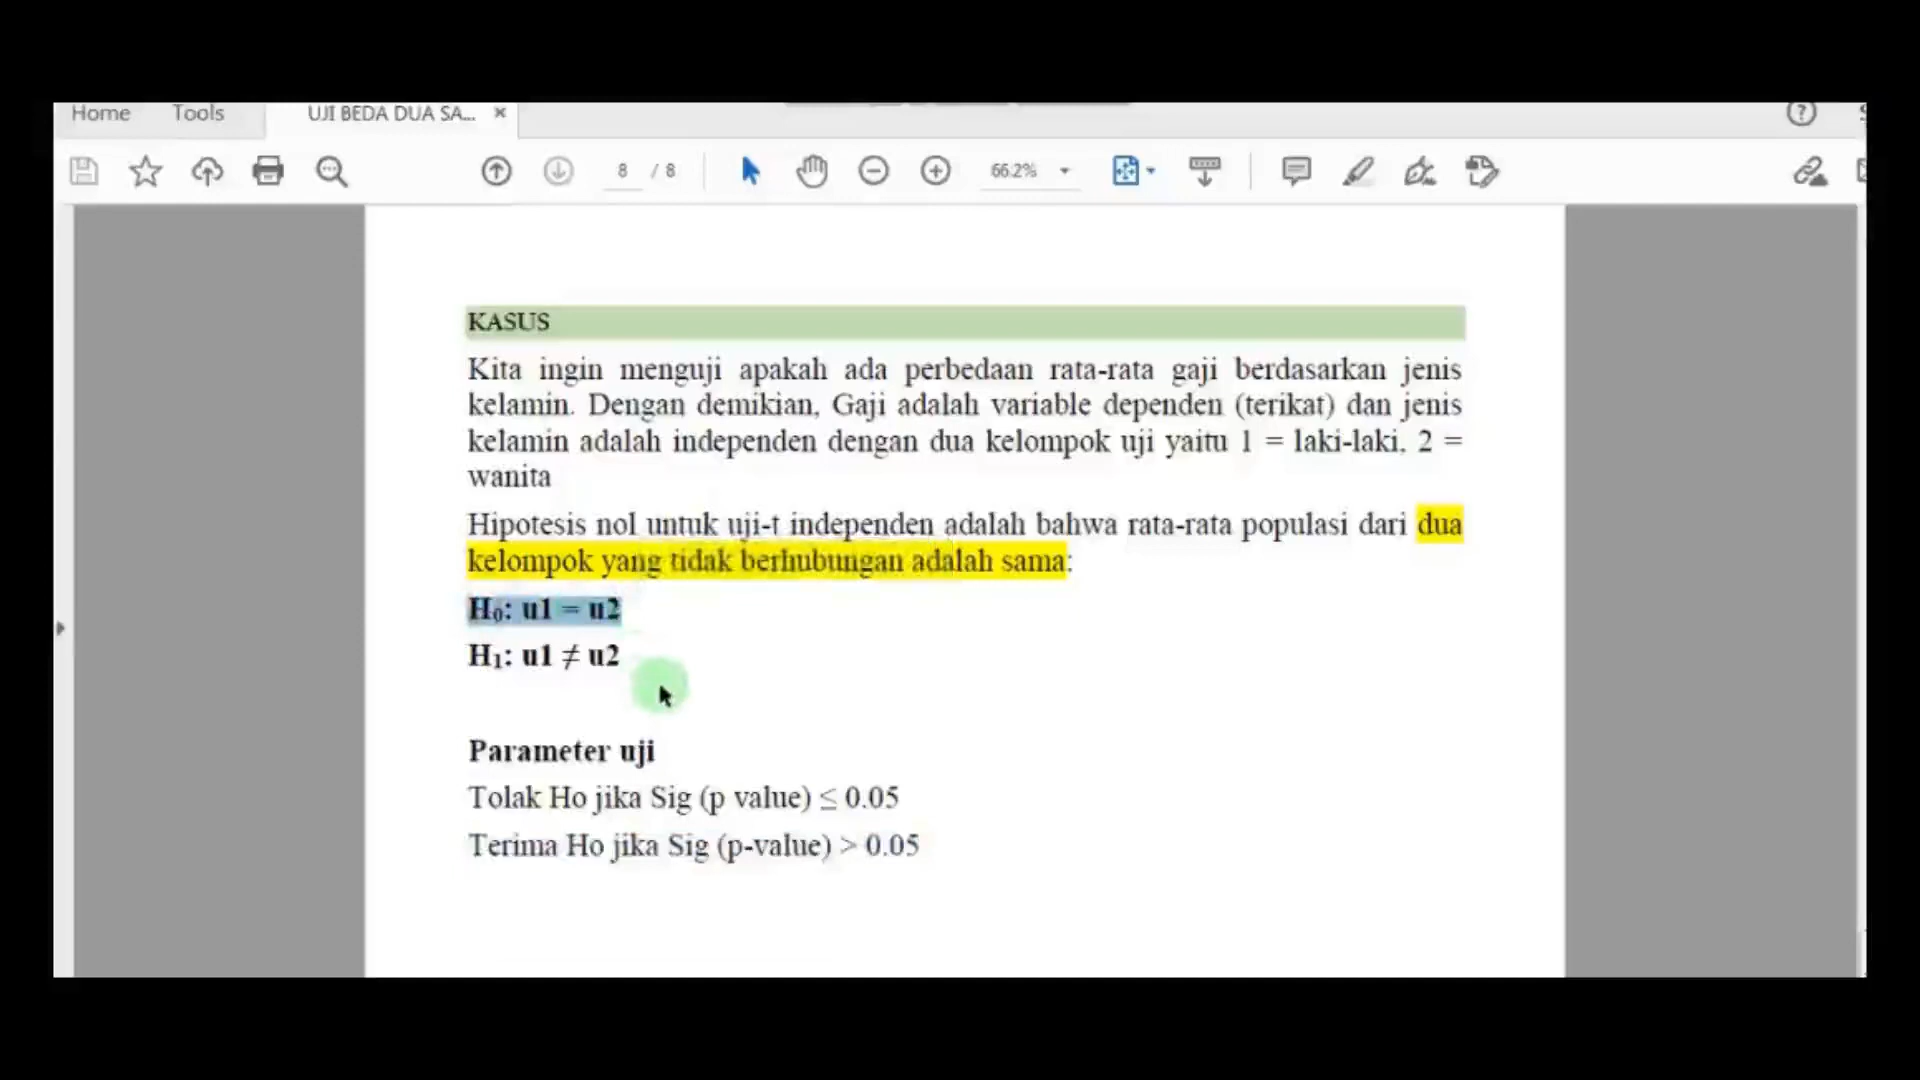 Home Tools UJI BEDA DUA SA... ×
8 / 8 66.2%
KASUS
Kita ingin menguji apakah ada perbedaan rata-rata gaji berdasarkan jenis
kelamin. Dengan demikian, Gaji adalah variable dependen (terikat) dan jenis
kelamin adalah independen dengan dua kelompok uji yaitu 1 = laki-laki, 2 =
wanita
Hipotesis nol untuk uji-t independen adalah bahwa rata-rata populasi dari dua
kelompok yang tidak berhubungan adalah sama:
H₀: u1 = u2
H₁: u1 ≠ u2
Parameter uji
Tolak Ho jika Sig (p value) ≤ 0.05
Terima Ho jika Sig (p-value) > 0.05